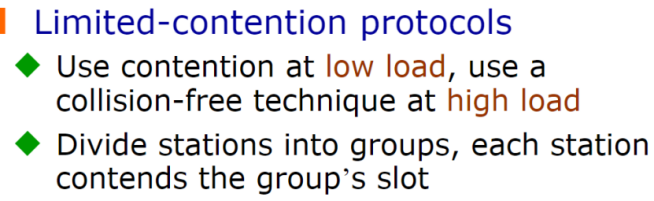 Limited-contention protocols
Use contention at low load, use a
collision-free technique at high load
Divide stations into groups, each station
contends the group’s slot